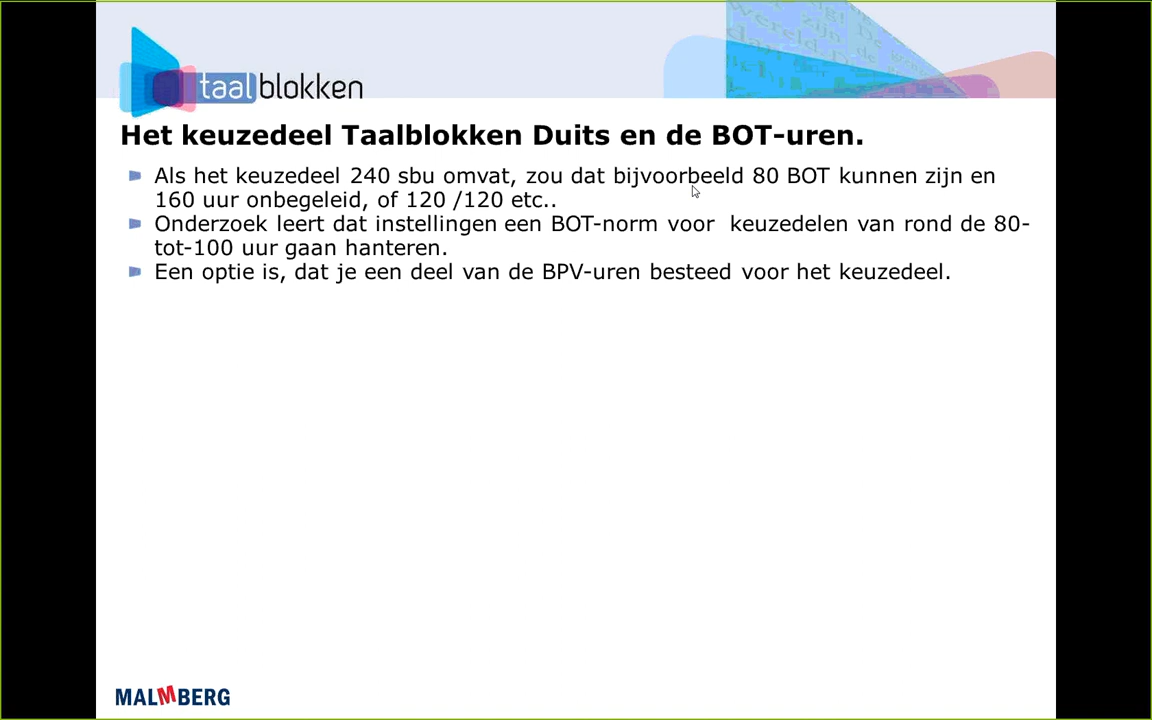 taalblokken
Het keuzedeel Taalblokken Duits en de BOT-uren.
Als het keuzedeel 240 sbu omvat, zou dat bijvoorbeeld 80 BOT kunnen zijn en
160 uur onbegeleid, of 120 /120 etc..
Onderzoek leert dat instellingen een BOT-norm voor  keuzedelen van rond de 80-
tot-100 uur gaan hanteren.
Een optie is, dat je een deel van de BPV-uren besteed voor het keuzedeel.
MALMBERG